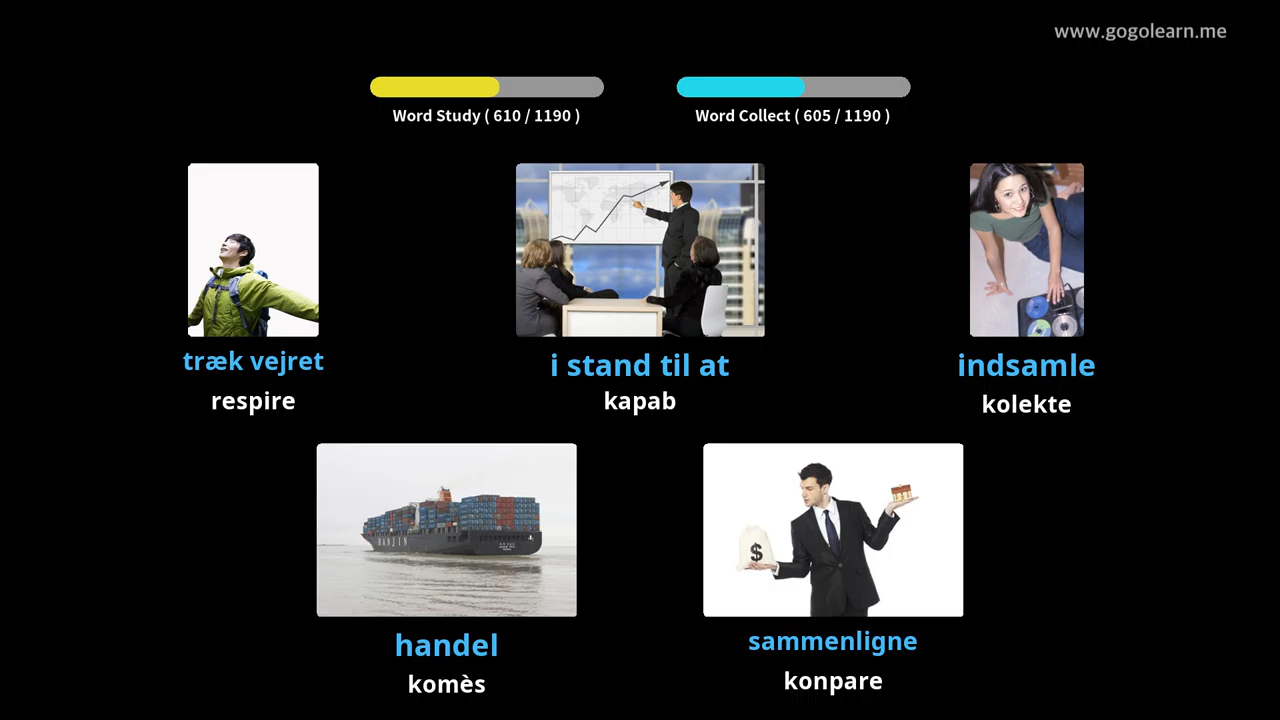 www.gogolearn.me
Word Study ( 610 / 1190 )
Word Collect ( 605 / 1190 )
træk vejret
respire
i stand til at
kapab
indsamle
kolekte
HANJIN
$
handel
komès
sammenligne
konpare